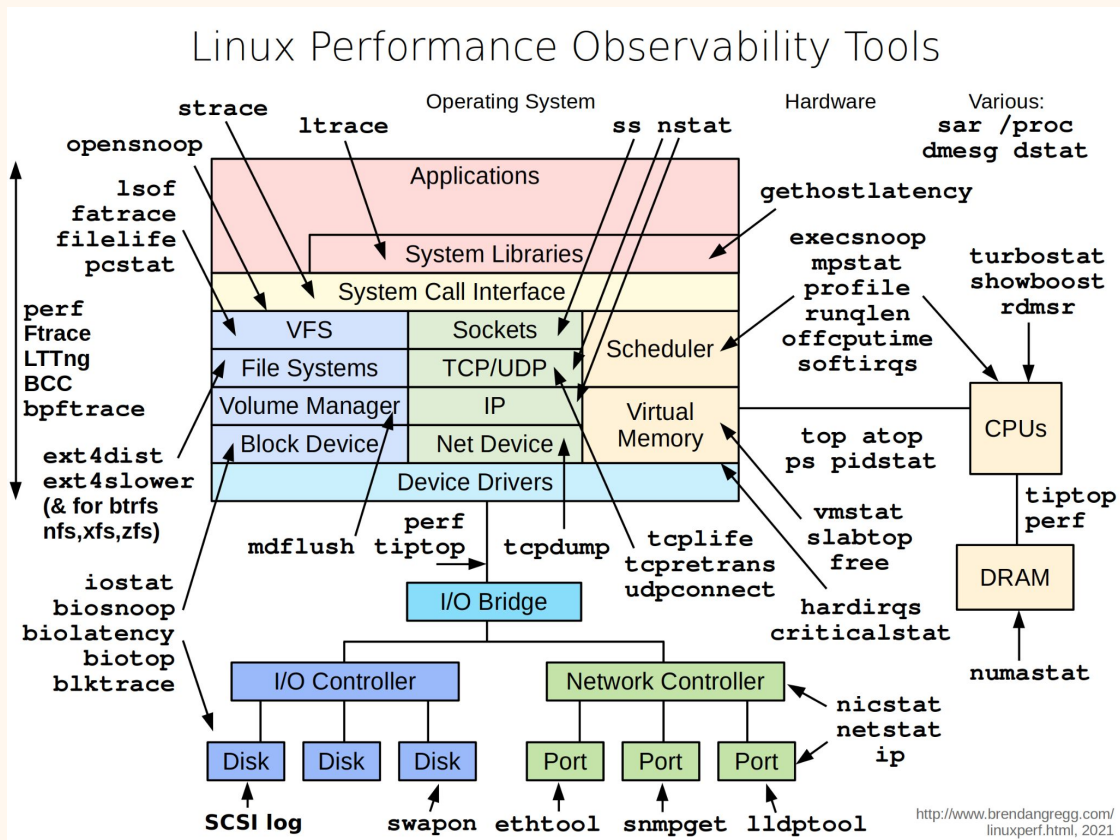 Linux Performance Observability Tools
Operating System
Hardware
Various:
sar /proc
dmesg dstat
strace
ltrace
ss nstat
opensnoop
lsof
fatrace
filelife
pcstat
perf
Ftrace
LTTng
BCC
bpftrace
ext4dist
ext4slower
(& for btrfs
nfs,xfs,zfs)
iostat
biosnoop
biolatency
biotop
blktrace
Applications
System Libraries
System Call Interface
VFS
Sockets
Scheduler
File Systems
TCP/UDP
Volume Manager
IP
Virtual
Memory
Block Device
Net Device
Device Drivers
gethostlatency
execsnoop
mpstat
profile
runqlen
offcputime
softirqs
turbostat
showboost
rdmsr
CPUs
top atop
ps pidstat
tiptop
perf
vmstat
slabtop
free
DRAM
hardirqs
criticalstat
numastat
mdflush
perf
tiptop
tcpdump
tcplife
tcpretrans
udpconnect
I/O Bridge
I/O Controller
Network Controller
nicstat
netstat
ip
Disk
Disk
Disk
Port
Port
Port
SCSI log
swapon
ethtool
snmpget
lldptool
http://www.brendangregg.com/
linuxperf.html, 2021